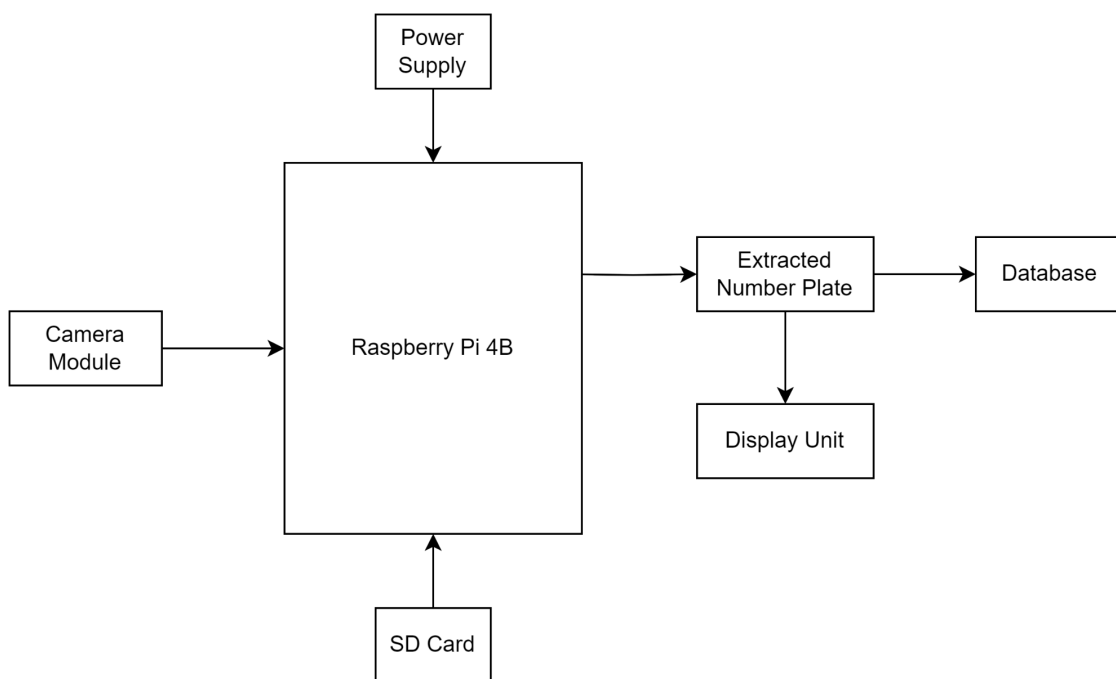 Power
Supply
Camera
Module
Raspberry Pi 4B
Extracted
Number Plate
Database
Display Unit
SD Card